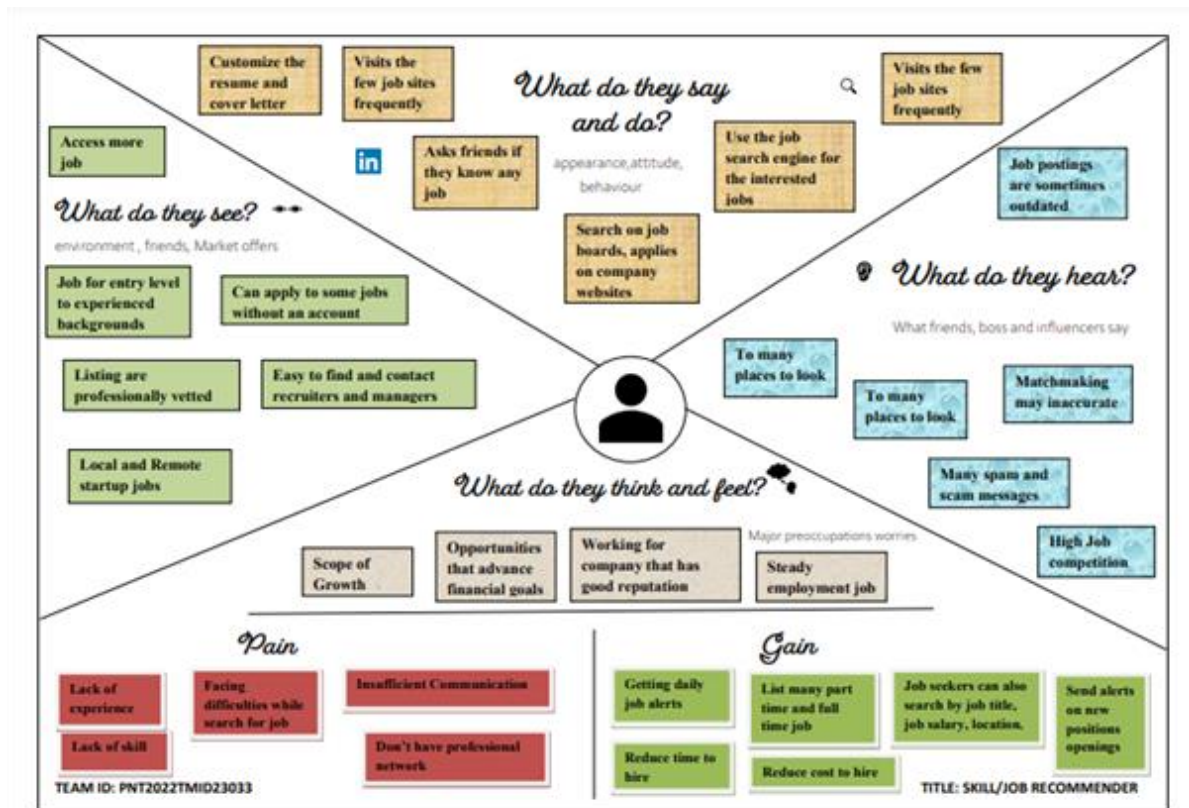 Customize the
resume and
cover letter
Visits the
few job sites
frequently
What do they say
and do?
appearance,attitude,
behaviour
Asks friends if
they know any
job
in
Use the job
search engine for
the interested
jobs
Visits the few
job sites
frequently
Search on job
boards, applies
on company
websites
Access more
job
What do they see?
environment , friends, Market offers
Job for entry level
to experienced
backgrounds
Can apply to some jobs
without an account
Listing are
professionally vetted
Easy to find and contact
recruiters and managers
Local and Remote
startup jobs
Job postings
are sometimes
outdated
What do they hear?
What friends, boss and influencers say
To many
places to look
To many
places to look
Matchmaking
may inaccurate
Many spam and
scam messages
High Job
competition
What do they think and feel?
Major preoccupations worries
Scope of
Growth
Opportunities
that advance
financial goals
Working for
company that has
good reputation
Steady
employment job
Pain
Lack of
experience
Facing
difficulties while
search for job
Insufficient Communication
Lack of skill
Don't have professional
network
Gain
Getting daily
job alerts
List many part
time and full
time job
Job seekers can also
search by job title,
job salary, location.
Send alerts
on new
positions
openings
Reduce time to
hire
Reduce cost to hire
TEAM ID: PNT2022TMID23033
TITLE: SKILL/JOB RECOMMENDER